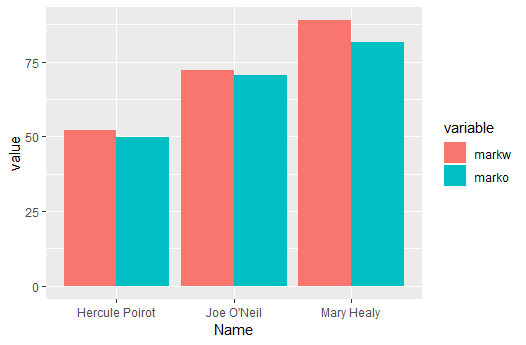 value
75
50
25
0
Hercule Poirot
Joe O'Neil
Mary Healy
Name
variable
markw
marko